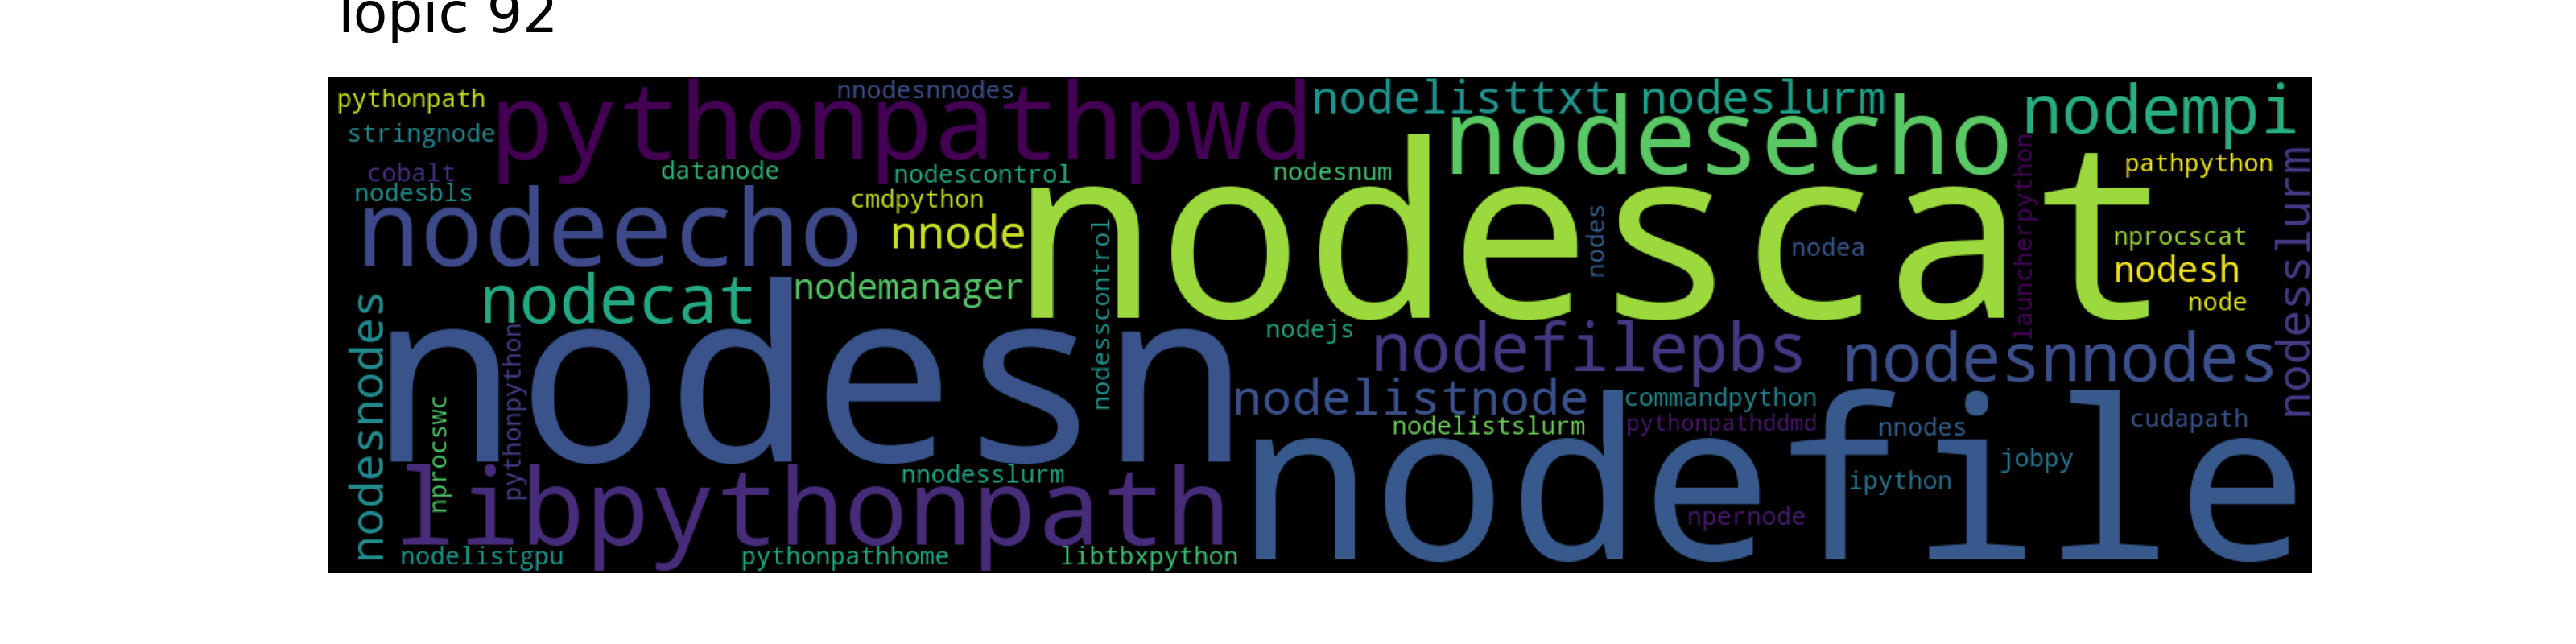 Topic 92
pythonpath
nnodesnnodes
pythonpathpwd
nodelisttxt
nodeslurm
nodempi
stringnode
nodesecho
cobalt
datanode
nodescontrol
nodesnum
pathpython
nodesbls
cmdpython
nodescat
launcherpython
nodesslurm
nodeecho
nnode
nodes
nodea
nprocscat
nodesh
nodecat
nodemanager
nodesscontrol
node
nodesnodes
nodesn
pythonpython
nodejs
nodefilepbs
nodesnnodes
nodelistnode
commandpython
nprocswc
nodelistslurm
pythonpathddmd
nnodes
cudapath
nodefile
jobpy
libpythonpath
nnodesslurm
ipython
npernode
nodelistgpu
pythonpathhome
libtbxpython